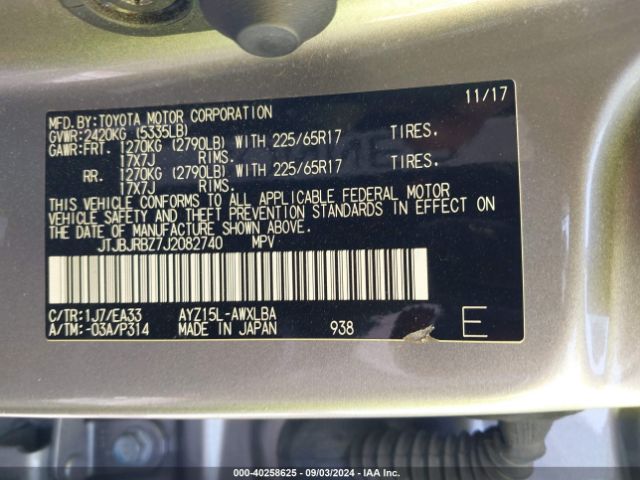 11/17
MFD.BY:TOYOTA MOTOR CORPORATION
GVWR:2420KG (5335LB)
GAWR:FRT. 1270KG (2790LB) WITH 225/65R17 TIRES.
17X7J RIMS.
RR. 1270KG (2790LB) WITH 225/65R17 TIRES.
17X7J RIMS.
THIS VEHICLE CONFORMS TO ALL APPLICABLE FEDERAL MOTOR
VEHICLE SAFETY AND THEFT PREVENTION STANDARDS IN EFFECT ON
THE DATE OF MANUFACTURE SHOWN ABOVE.
JTJBJRBZ7J2082740 MPV
C/TR:1J7/EA33 AYZ15L-AWXLBA
A/TM:-03A/P314 MADE IN JAPAN 938 E
000-40258625 - 09/03/2024 - IAA Inc.